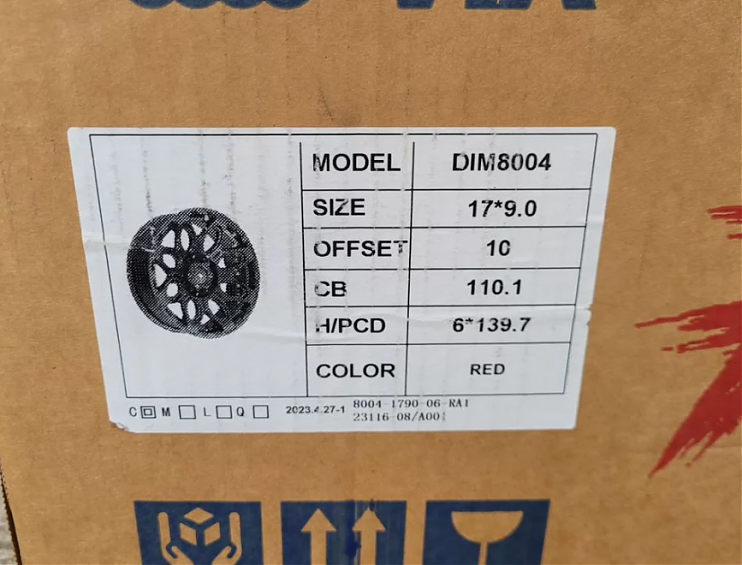 MODEL DIM8004
SIZE 17*9.0
OFFSET 10
CB 110.1
H/PCD 6*139.7
COLOR RED
C M L Q 2023.4.27-1 8004-1790-06-RA1
23116-08/A001